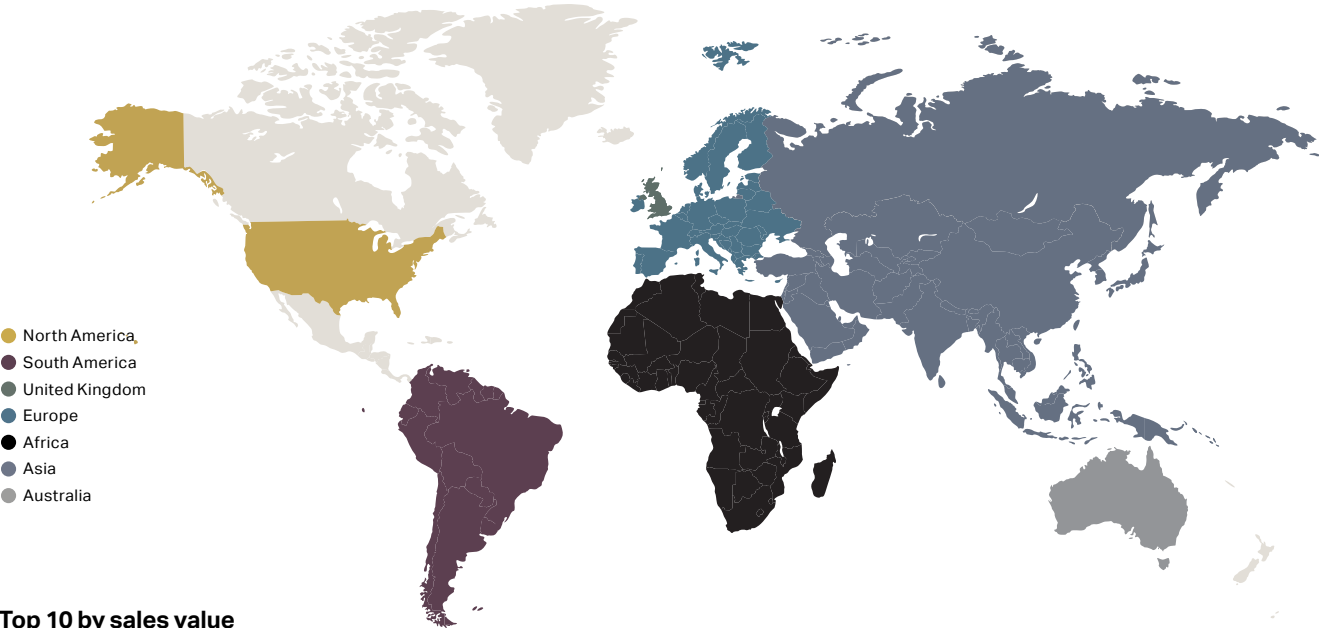 North America
South America
United Kingdom
Europe
Africa
Asia
Australia
Top 10 by sales value